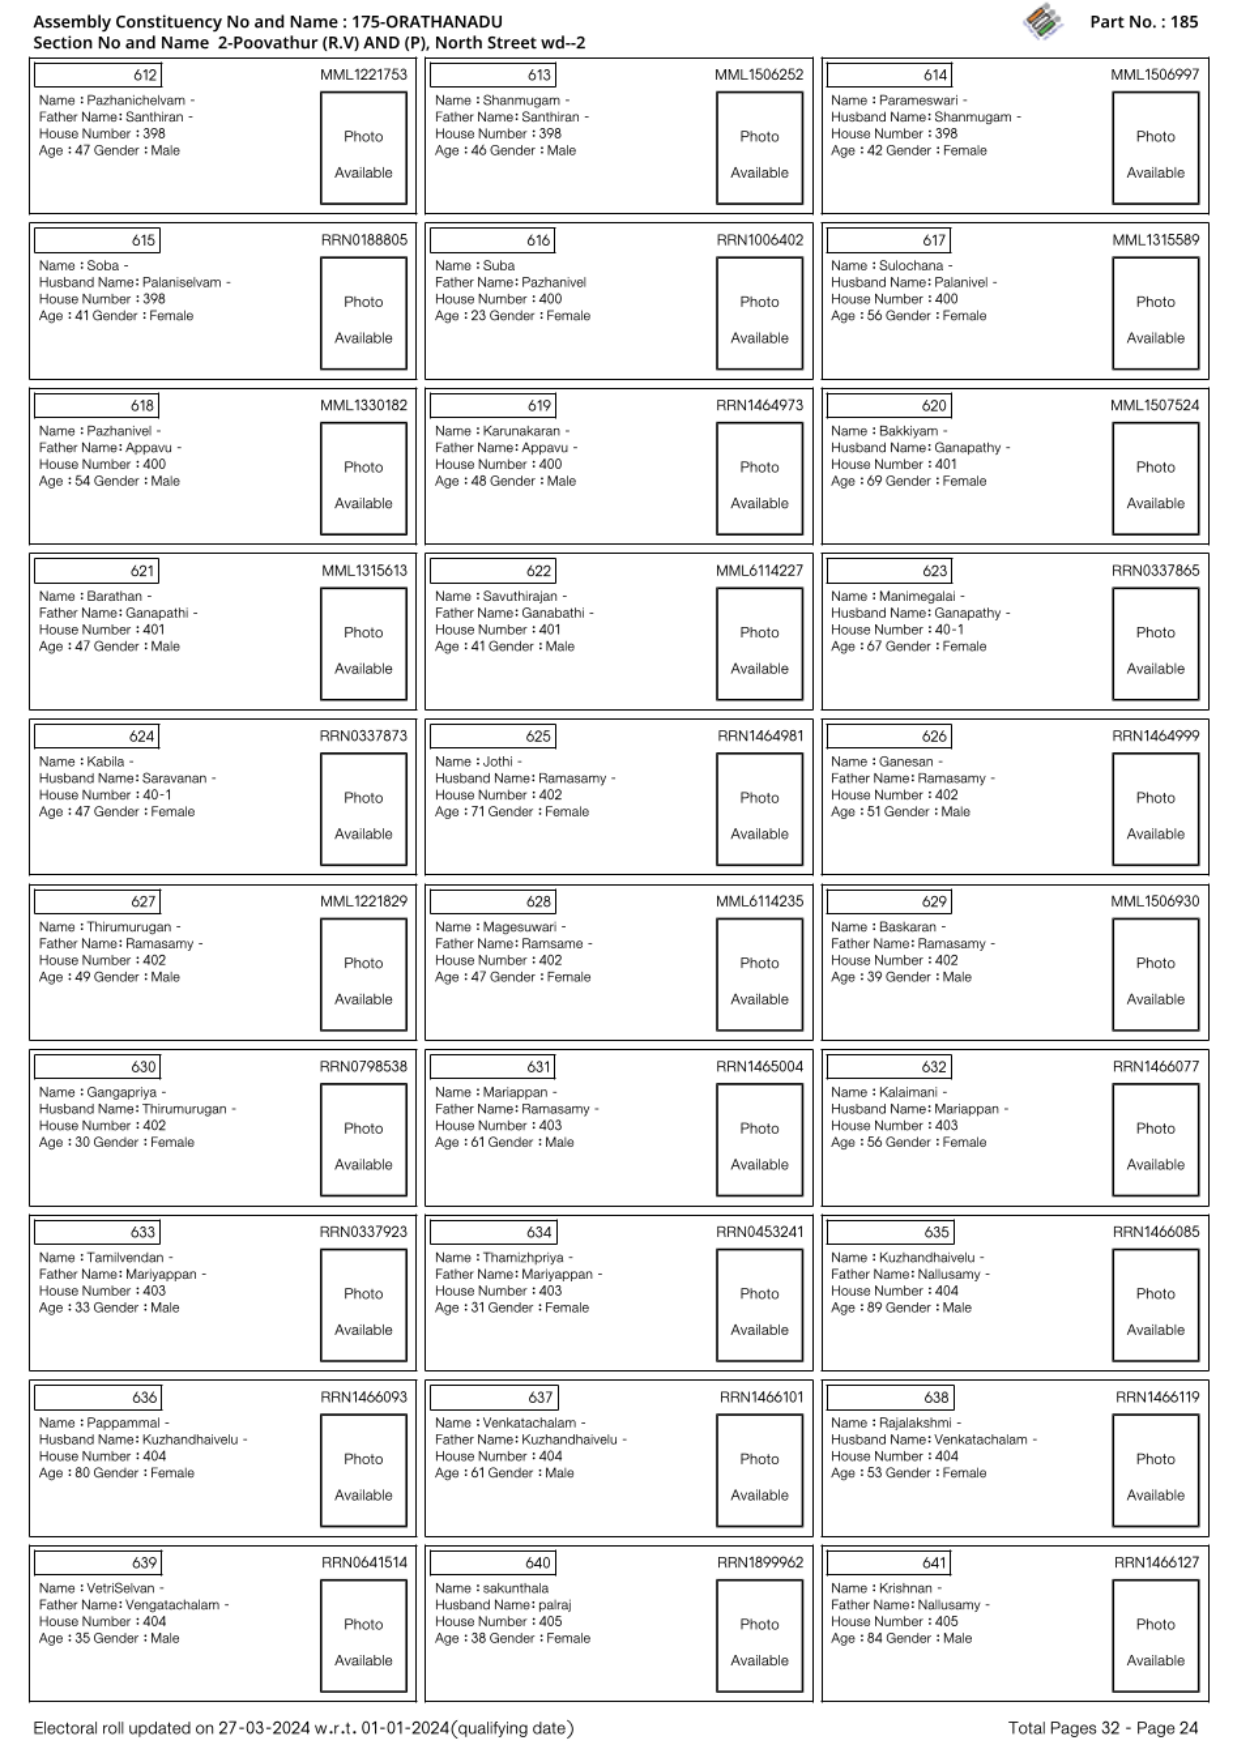 Assembly Constituency No and Name : 175-ORATHANADU
Part No. : 185
Section No and Name 2-Poovathur (R.V) AND (P), North Street wd--2
612 MML1221753
Name : Pazhanichelvam -
Father Name: Santhiran -
House Number : 398
Age : 47 Gender : Male
Photo
Available
613 MML1506252
Name : Shanmugam -
Father Name: Santhiran -
House Number : 398
Age : 46 Gender : Male
Photo
Available
614 MML1506997
Name : Parameswari -
Husband Name: Shanmugam -
House Number : 398
Age : 42 Gender : Female
Photo
Available
615 RRN0188805
Name : Soba -
Husband Name: Palaniselvam -
House Number : 398
Age : 41 Gender : Female
Photo
Available
616 RRN1006402
Name : Suba
Father Name: Pazhanivel
House Number : 400
Age : 23 Gender : Female
Photo
Available
617 MML1315589
Name : Sulochana -
Husband Name: Palanivel -
House Number : 400
Age : 56 Gender : Female
Photo
Available
618 MML1330182
Name : Pazhanivel -
Father Name: Appavu -
House Number : 400
Age : 54 Gender : Male
Photo
Available
619 RRN1464973
Name : Karunakaran -
Father Name: Appavu -
House Number : 400
Age : 48 Gender : Male
Photo
Available
620 MML1507524
Name : Bakkiyam -
Husband Name: Ganapathy -
House Number : 401
Age : 69 Gender : Female
Photo
Available
621 MML1315613
Name : Barathan -
Father Name: Ganapathi -
House Number : 401
Age : 47 Gender : Male
Photo
Available
622 MML6114227
Name : Savuthirajan -
Father Name: Ganabathi -
House Number : 401
Age : 41 Gender : Male
Photo
Available
623 RRN0337865
Name : Manimegalai -
Husband Name: Ganapathy -
House Number : 40-1
Age : 67 Gender : Female
Photo
Available
624 RRN0337873
Name : Kabila -
Husband Name: Saravanan -
House Number : 40-1
Age : 47 Gender : Female
Photo
Available
625 RRN1464981
Name : Jothi -
Husband Name: Ramasamy -
House Number : 402
Age : 71 Gender : Female
Photo
Available
626 RRN1464999
Name : Ganesan -
Father Name: Ramasamy -
House Number : 402
Age : 51 Gender : Male
Photo
Available
627 MML1221829
Name : Thirumurugan -
Father Name: Ramasamy -
House Number : 402
Age : 49 Gender : Male
Photo
Available
628 MML6114235
Name : Magesuwari -
Father Name: Ramsame -
House Number : 402
Age : 47 Gender : Female
Photo
Available
629 MML1506930
Name : Baskaran -
Father Name: Ramasamy -
House Number : 402
Age : 39 Gender : Male
Photo
Available
630 RRN0798538
Name : Gangapriya -
Husband Name: Thirumurugan -
House Number : 402
Age : 30 Gender : Female
Photo
Available
631 RRN1465004
Name : Mariappan -
Father Name: Ramasamy -
House Number : 403
Age : 61 Gender : Male
Photo
Available
632 RRN1466077
Name : Kalaimani -
Husband Name: Mariappan -
House Number : 403
Age : 56 Gender : Female
Photo
Available
633 RRN0337923
Name : Tamilvendan -
Father Name: Mariyappan -
House Number : 403
Age : 33 Gender : Male
Photo
Available
634 RRN0453241
Name : Thamizhpriya -
Father Name: Mariyappan -
House Number : 403
Age : 31 Gender : Female
Photo
Available
635 RRN1466085
Name : Kuzhandhaivelu -
Father Name: Nallusamy -
House Number : 404
Age : 89 Gender : Male
Photo
Available
636 RRN1466093
Name : Pappammal -
Husband Name: Kuzhandhaivelu -
House Number : 404
Age : 80 Gender : Female
Photo
Available
637 RRN1466101
Name : Venkatachalam -
Father Name: Kuzhandhaivelu -
House Number : 404
Age : 61 Gender : Male
Photo
Available
638 RRN1466119
Name : Rajalakshmi -
Husband Name: Venkatachalam -
House Number : 404
Age : 53 Gender : Female
Photo
Available
639 RRN0641514
Name : VetriSelvan -
Father Name: Vengatachalam -
House Number : 404
Age : 35 Gender : Male
Photo
Available
640 RRN1899962
Name : sakunthala
Husband Name: palraj
House Number : 405
Age : 38 Gender : Female
Photo
Available
641 RRN1466127
Name : Krishnan -
Father Name: Nallusamy -
House Number : 405
Age : 84 Gender : Male
Photo
Available
Electoral roll updated on 27-03-2024 w.r.t. 01-01-2024(qualifying date)
Total Pages 32 - Page 24